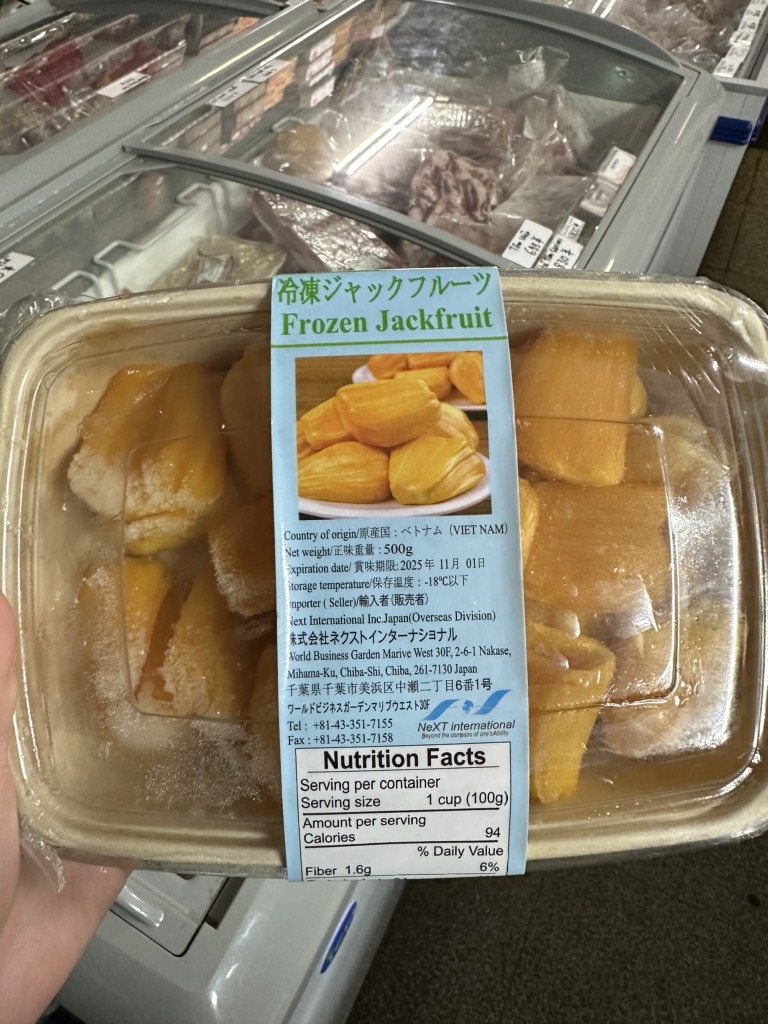 冷凍ジャックフルーツ
Frozen Jackfruit
Country of origin/原産国 : ベトナム (VIET NAM)
Net weight/正味重量 : 500g
Expiration date/ 賞味期限: 2025年 11月 01日
Storage temperature/保存温度 : -18℃以下
Importer ( Seller)/輸入者(販売者)
Next International Inc.Japan(Overseas Division)
株式会社ネクストインターナショナル
World Business Garden Marive West 30F, 2-6-1 Nakase,
Mihama-Ku, Chiba-Shi, Chiba, 261-7130 Japan
千葉県千葉市美浜区中瀬二丁目6番1号
ワールドビジネスガーデンマリブウエスト30F
Tel : +81-43-351-7155
Fax : +81-43-351-7158
NeXT international
Beyond the compass of one's Ability
Nutrition Facts
Serving per container
Serving size 1 cup (100g)
Amount per serving
Calories 94
% Daily Value
Fiber 1.6g 6%